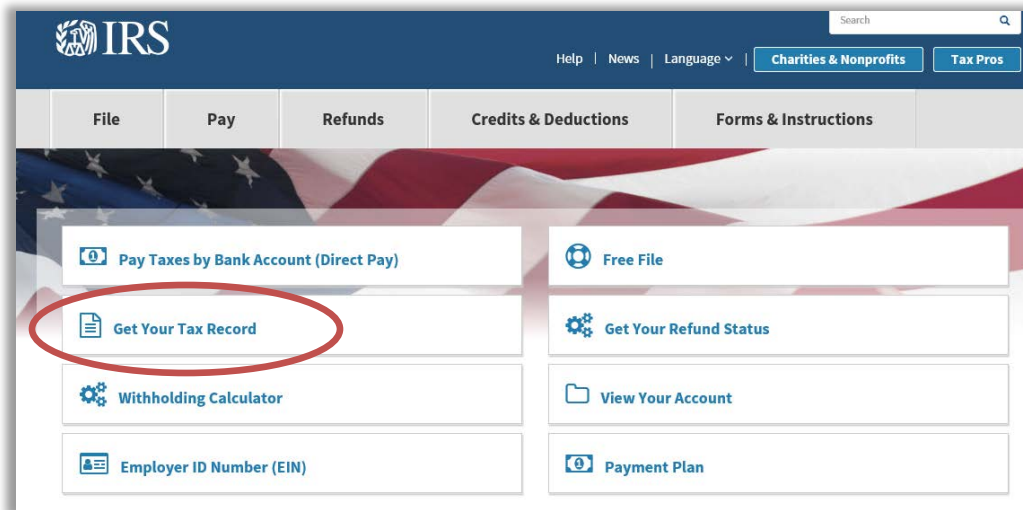 IRS
Search
Help | News | Language | Charities & Nonprofits Tax Pros
File Pay Refunds Credits & Deductions Forms & Instructions
Pay Taxes by Bank Account (Direct Pay)
Free File
Get Your Tax Record
Get Your Refund Status
Withholding Calculator
View Your Account
Employer ID Number (EIN)
Payment Plan